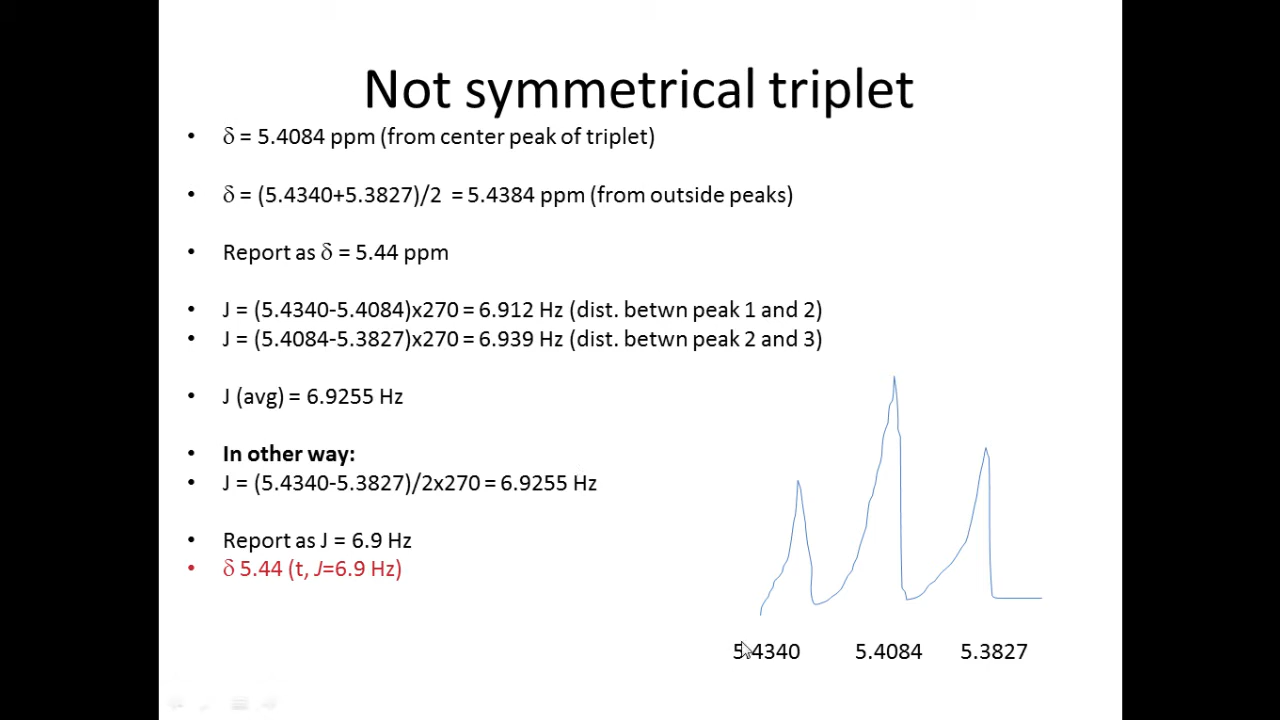 Not symmetrical triplet
• δ = 5.4084 ppm (from center peak of triplet)
• δ = (5.4340+5.3827)/2 = 5.4384 ppm (from outside peaks)
• Report as δ = 5.44 ppm
• J = (5.4340-5.4084)x270 = 6.912 Hz (dist. betwn peak 1 and 2)
• J = (5.4084-5.3827)x270 = 6.939 Hz (dist. betwn peak 2 and 3)
• J (avg) = 6.9255 Hz
• In other way:
• J = (5.4340-5.3827)/2x270 = 6.9255 Hz
• Report as J = 6.9 Hz
• δ 5.44 (t, J=6.9 Hz)
5.4340 5.4084 5.3827